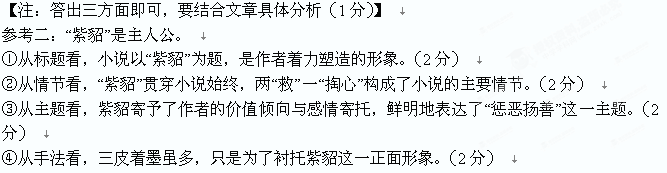 【注：答出三方面即可，要结合文章具体分析（1分）】 ↓
参考二：“紫貂”是主人公。 ↓
①从标题看，小说以“紫貂”为题，是作者着力塑造的形象。（2分） ↓
②从情节看，“紫貂”贯穿小说始终，两“救”一“掏心”构成了小说的主要情节。（2分） ↓
③从主题看，紫貂寄予了作者的价值倾向与感情寄托，鲜明地表达了“惩恶扬善”这一主题。（2
分） ↓
④从手法看，三皮着墨虽多，只是为了衬托紫貂这一正面形象。（2分） ↓